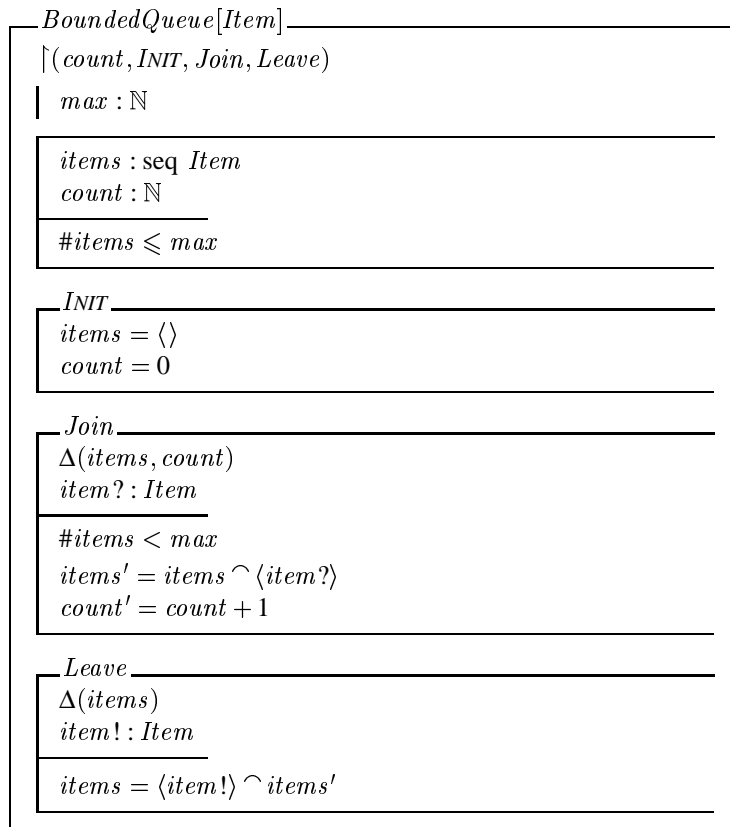 BoundedQueue[Item]
↾(count, INIT, Join, Leave)
max : ℕ
items : seq Item
count : ℕ
#items ⩽ max
INIT
items = ⟨⟩
count = 0
Join
Δ(items, count)
item? : Item
#items < max
items′ = items ⌢ ⟨item?⟩
count′ = count + 1
Leave
Δ(items)
item! : Item
items = ⟨item!⟩ ⌢ items′